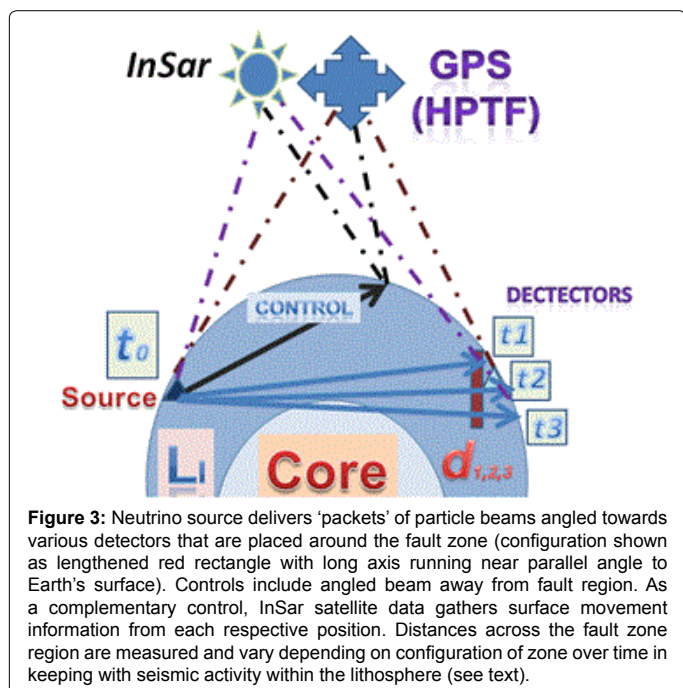 InSar
GPS
(HPTF)
CONTROL
DECTECTORS
t0
t1
t2
t3
Source
LI
Core
d1,2,3
Figure 3: Neutrino source delivers ‘packets’ of particle beams angled towards
various detectors that are placed around the fault zone (configuration shown
as lengthened red rectangle with long axis running near parallel angle to
Earth’s surface). Controls include angled beam away from fault region. As
a complementary control, InSar satellite data gathers surface movement
information from each respective position. Distances across the fault zone
region are measured and vary depending on configuration of zone over time in
keeping with seismic activity within the lithosphere (see text).